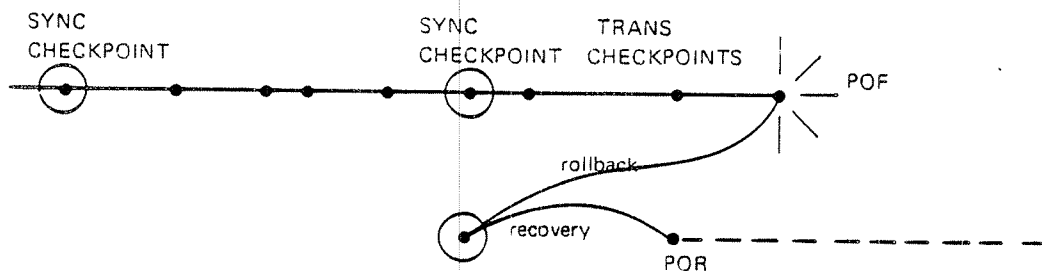 SYNC
CHECKPOINT
SYNC
CHECKPOINT
TRANS
CHECKPOINTS
POF
rollback
recovery
POR